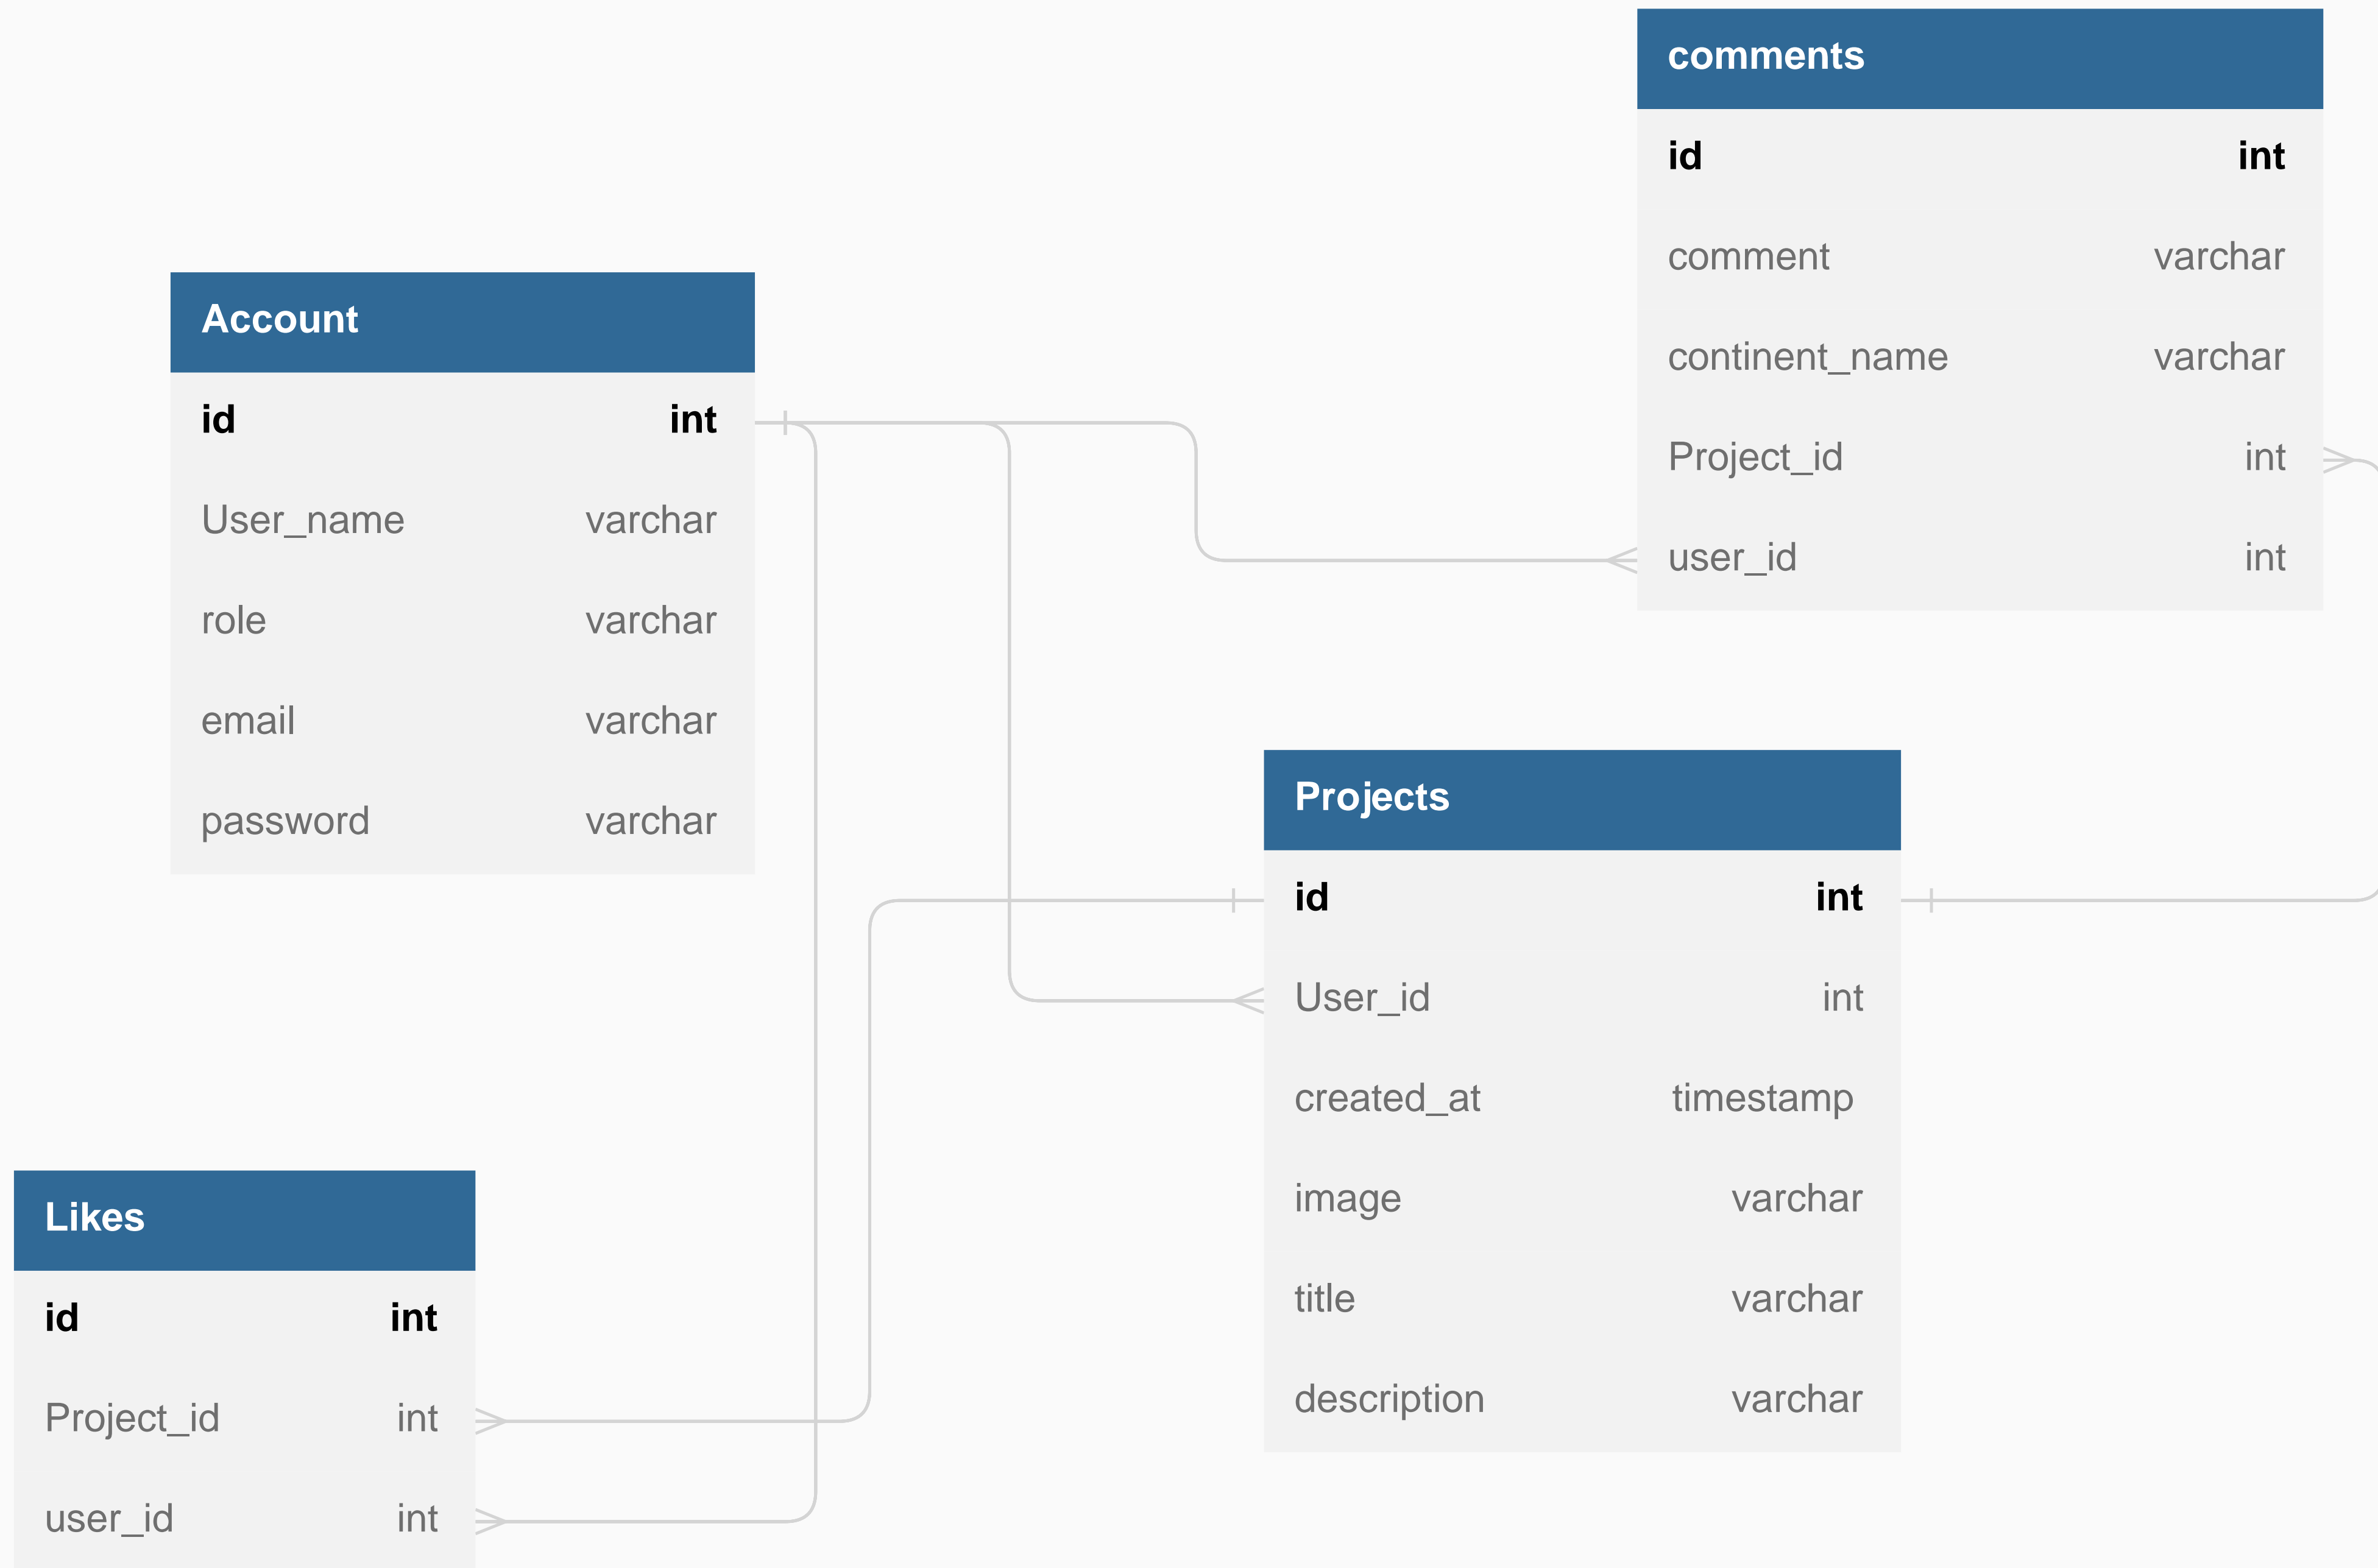 comments
id int
comment varchar
continent_name varchar
Project_id int
user_id int
Account
id int
User_name varchar
role varchar
email varchar
password varchar
Projects
id int
User_id int
created_at timestamp
image varchar
title varchar
description varchar
Likes
id int
Project_id int
user_id int